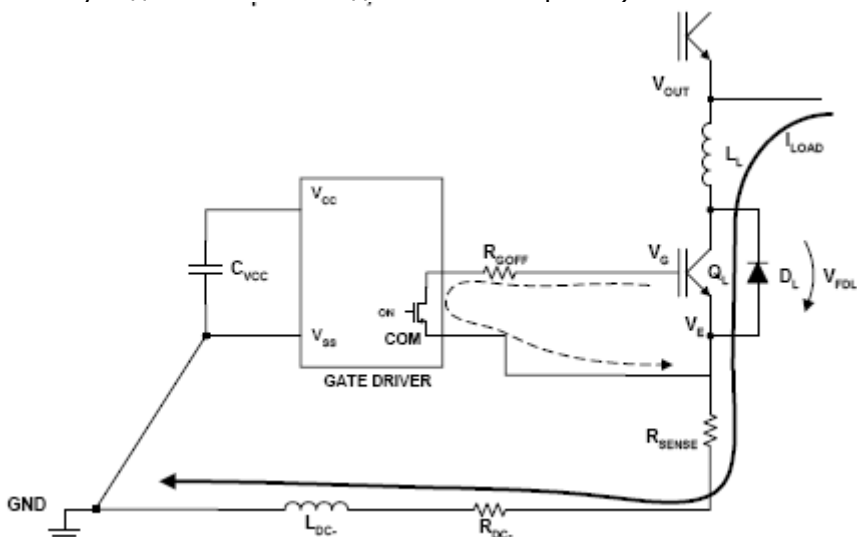 V_OUT
I_LOAD
L_L
V_CC
R_GOFF
V_G
C_VCC
Q_L
D_L
V_FDL
ON
V_E
V_SS
COM
GATE DRIVER
R_SENSE
GND
L_DC-
R_DC-